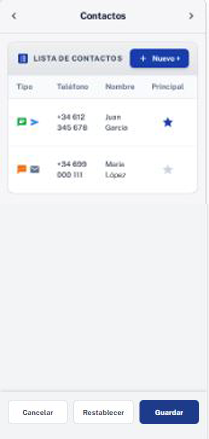 Contactos
LISTA DE CONTACTOS
+ Nuevo +
Tipo Teléfono Nombre Principal
+34 612 345 678 Juan García
+34 699 000 111 María López
Cancelar Restablecer Guardar